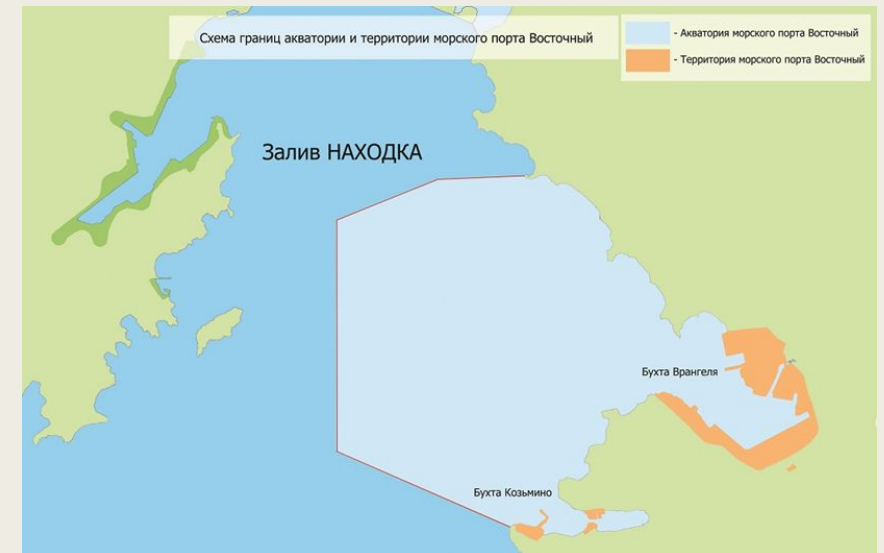 Схема границ акватории и территории морского порта Восточный
- Акватория морского порта Восточный
- Территория морского порта Восточный
Залив НАХОДКА
Бухта Врангеля
Бухта Козьмино